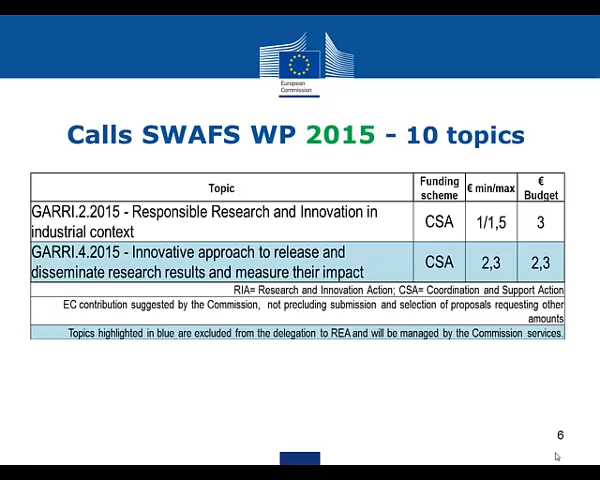 European
Commission
Calls SWAFS WP 2015 - 10 topics
Topic
Funding
scheme
€ min/max
€
Budget
GARRI.2.2015 - Responsible Research and Innovation in
industrial context
CSA
1/1,5
3
GARRI.4.2015 - Innovative approach to release and
disseminate research results and measure their impact
CSA
2,3
2,3
RIA= Research and Innovation Action; CSA= Coordination and Support Action
EC contribution suggested by the Commission, not precluding submission and selection of proposals requesting other
amounts
Topics highlighted in blue are excluded from the delegation to REA and will be managed by the Commission services.
6